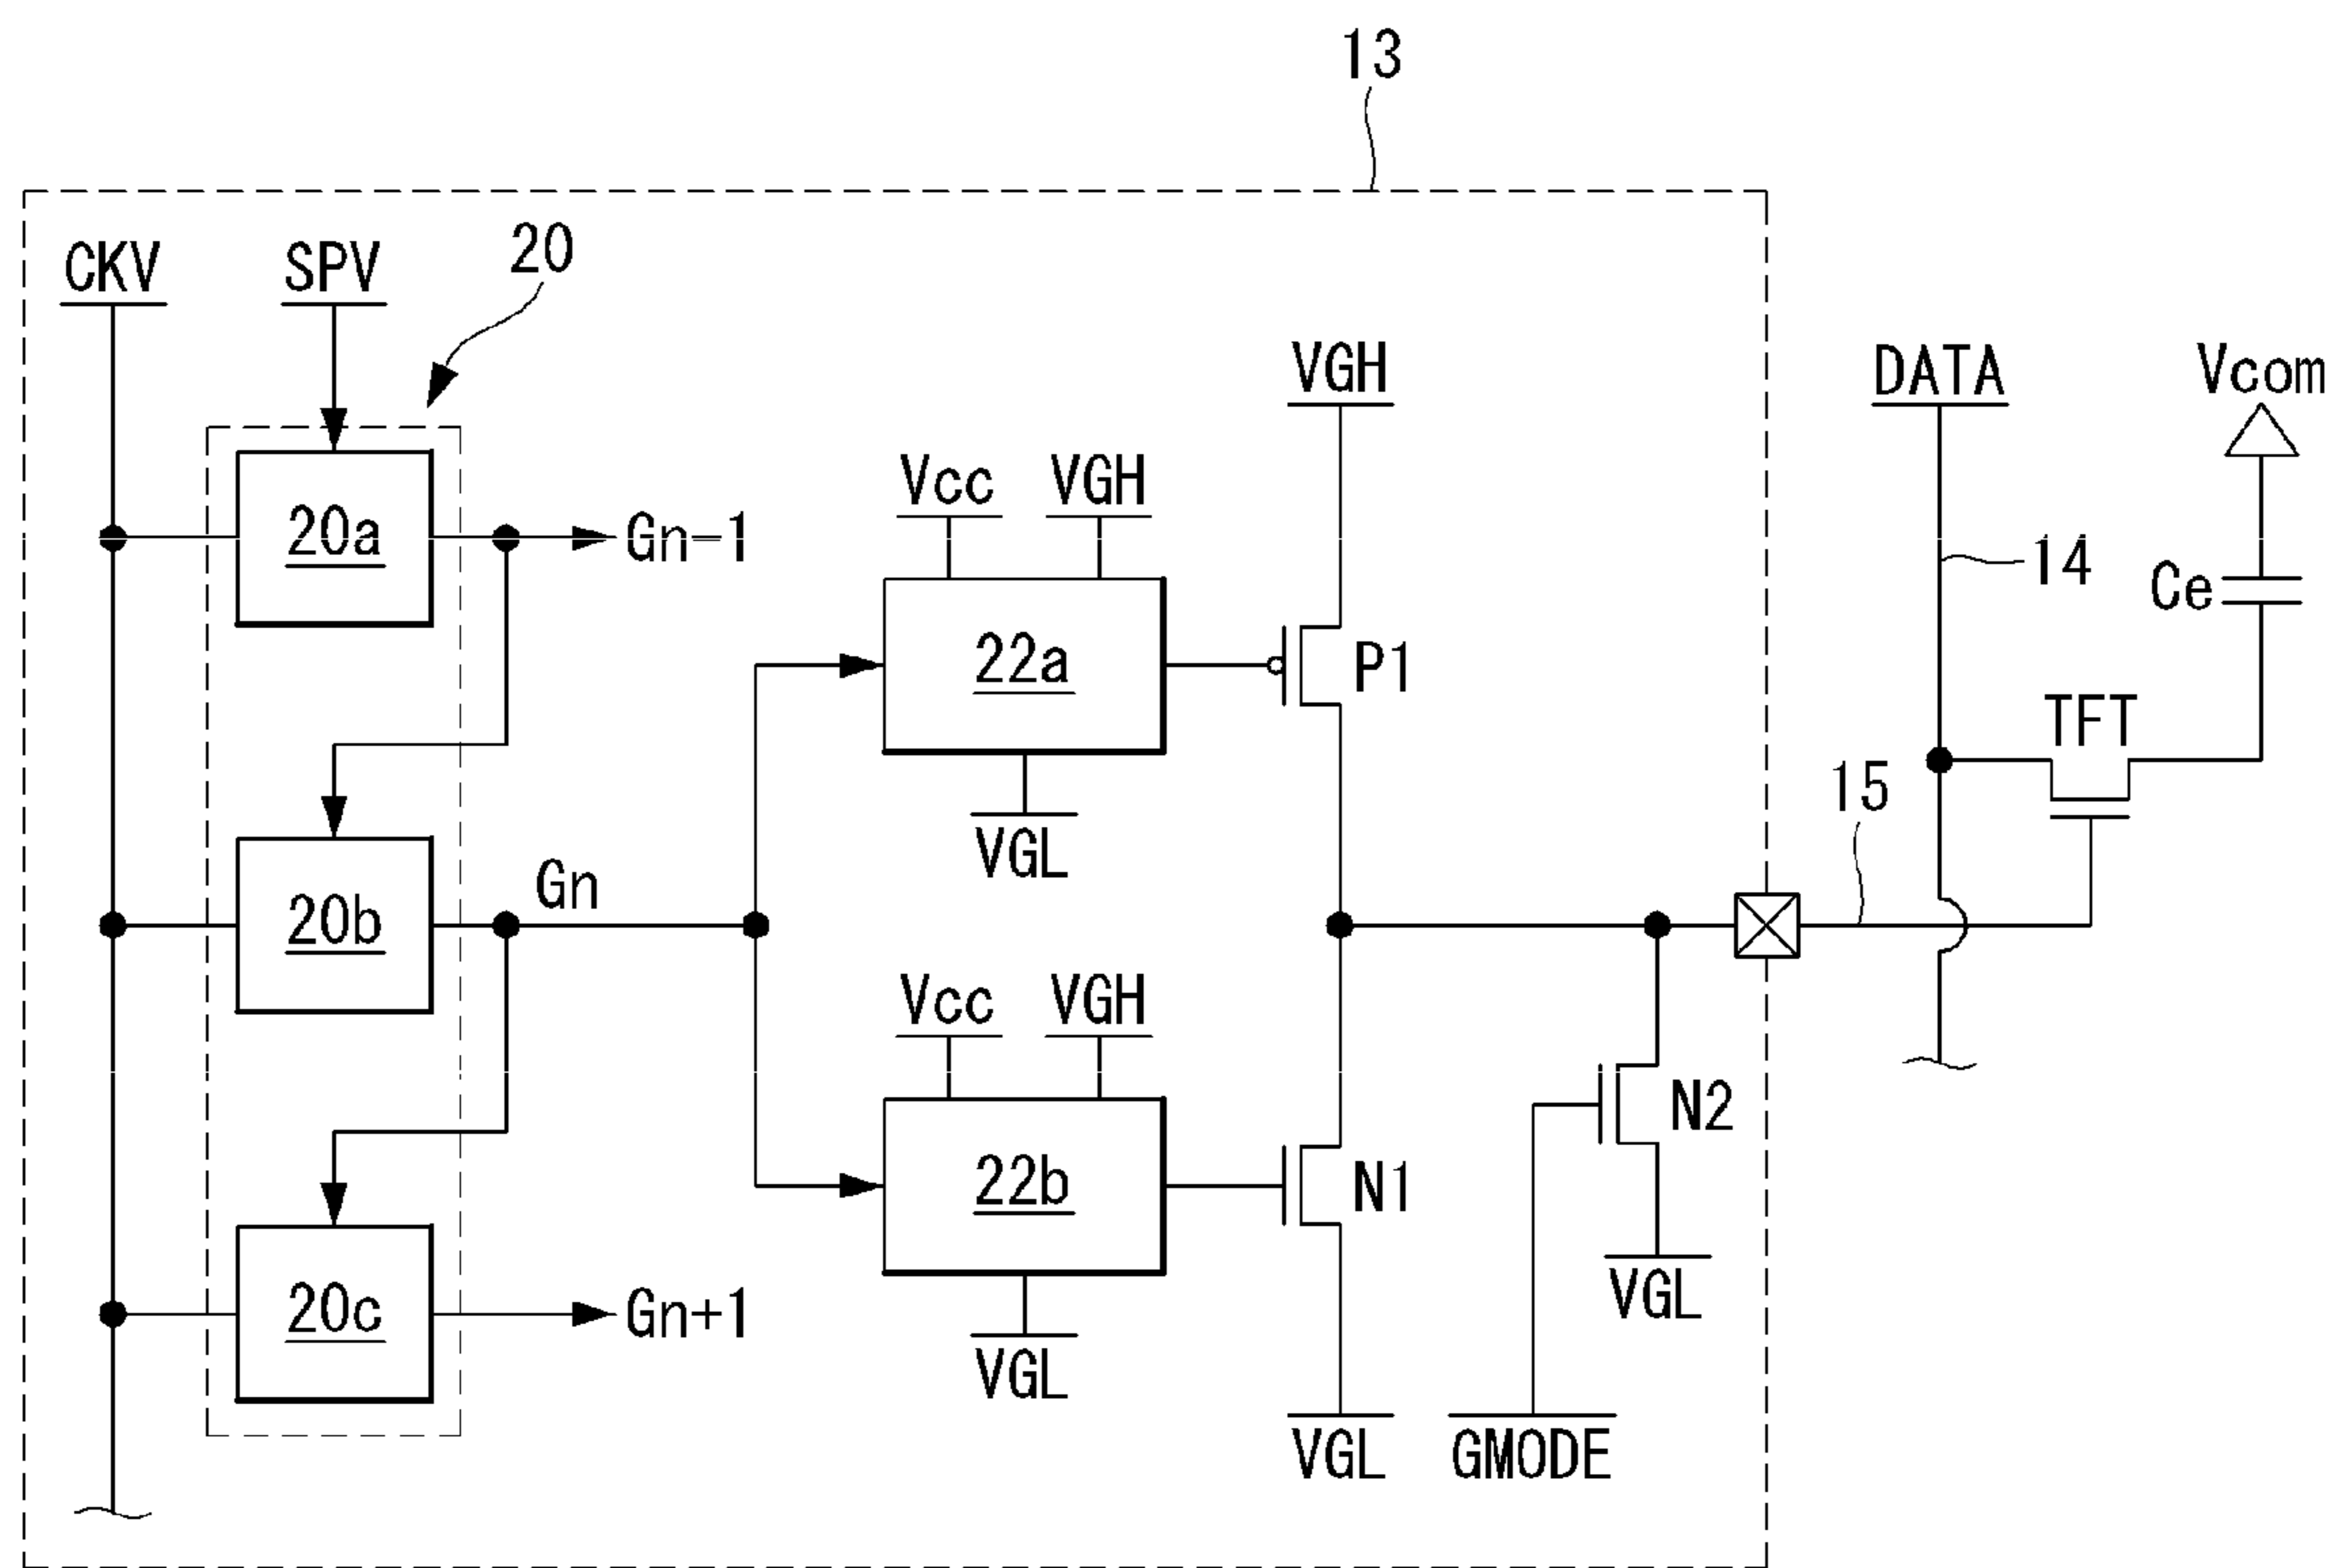 13
CKV
SPV
20
VGH
DATA
Vcom
Vcc
VGH
20a
Gn-1
14
Ce
22a
P1
TFT
15
VGL
Gn
20b
Vcc
VGH
N2
22b
N1
VGL
20c
Gn+1
VGL
VGL
GMODE